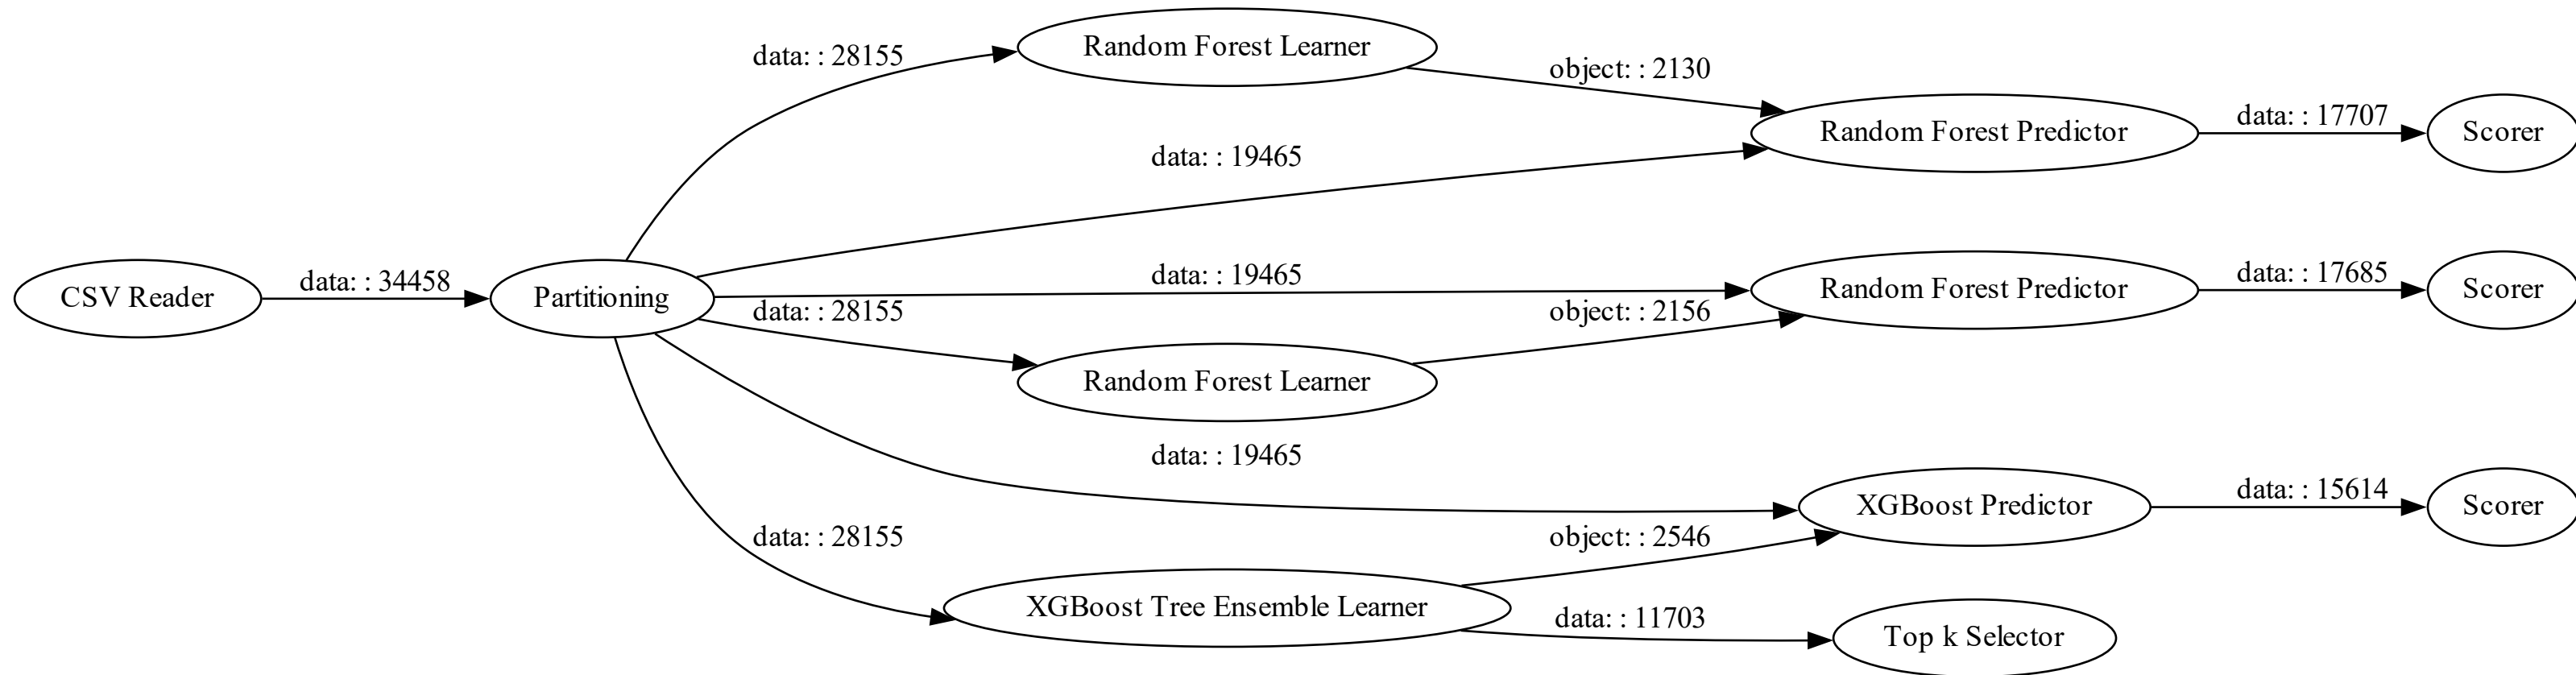 data: : 28155
Random Forest Learner
object: : 2130
Random Forest Predictor
data: : 17707
Scorer
data: : 19465
CSV Reader
data: : 34458
Partitioning
data: : 19465
Random Forest Predictor
data: : 17685
Scorer
data: : 28155
object: : 2156
Random Forest Learner
data: : 19465
XGBoost Predictor
data: : 15614
Scorer
data: : 28155
object: : 2546
XGBoost Tree Ensemble Learner
data: : 11703
Top k Selector